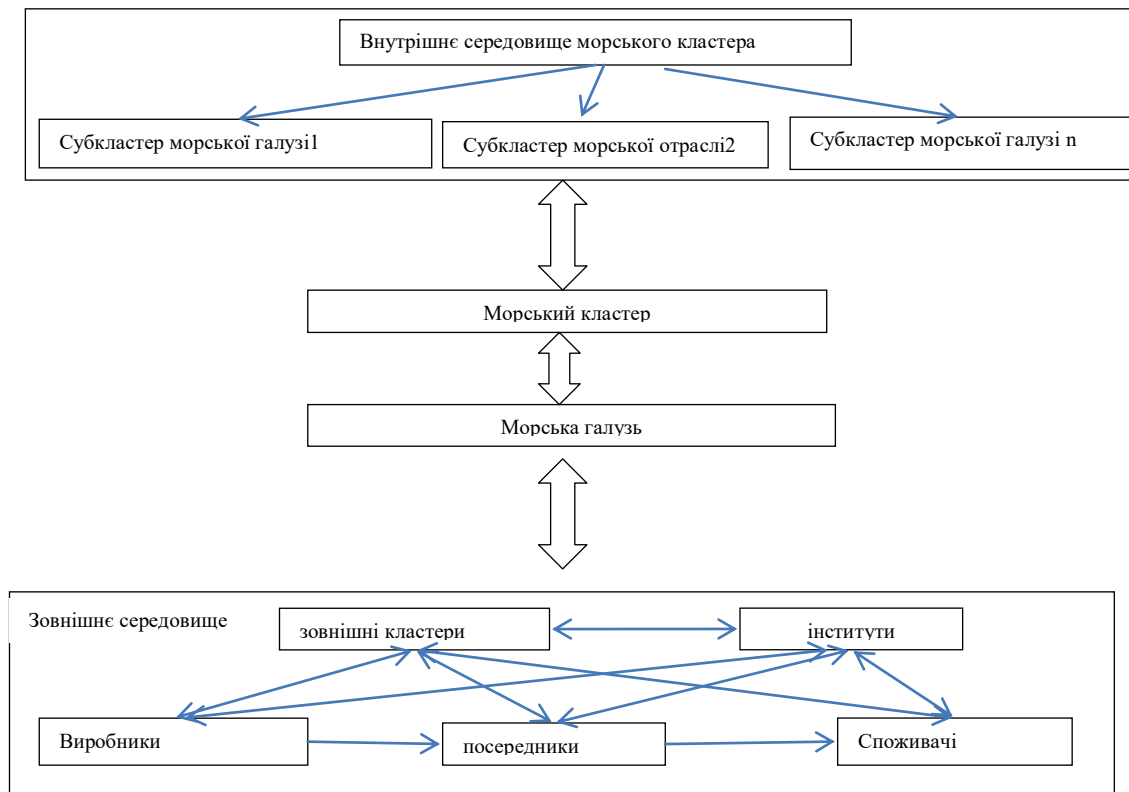 Внутрішнє середовище морського кластера
Субкластер морської галузі1
Субкластер морської отраслі2
Субкластер морської галузі n
Морський кластер
Морська галузь
Зовнішнє середовище
зовнішні кластери
інститути
Виробники
посередники
Споживачі